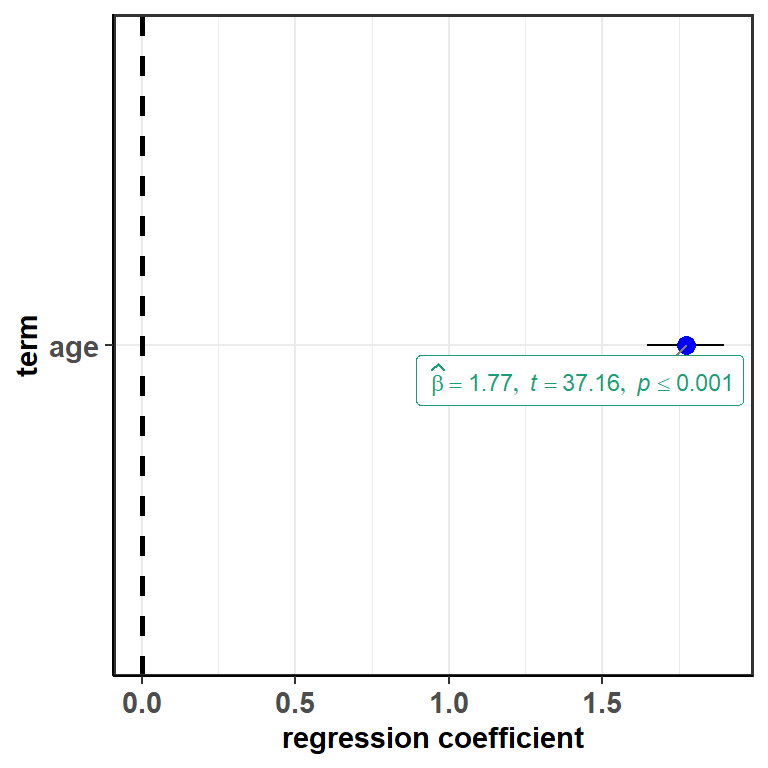 term
age
β̂ = 1.77, t = 37.16, p ≤ 0.001
0.0 0.5 1.0 1.5
regression coefficient